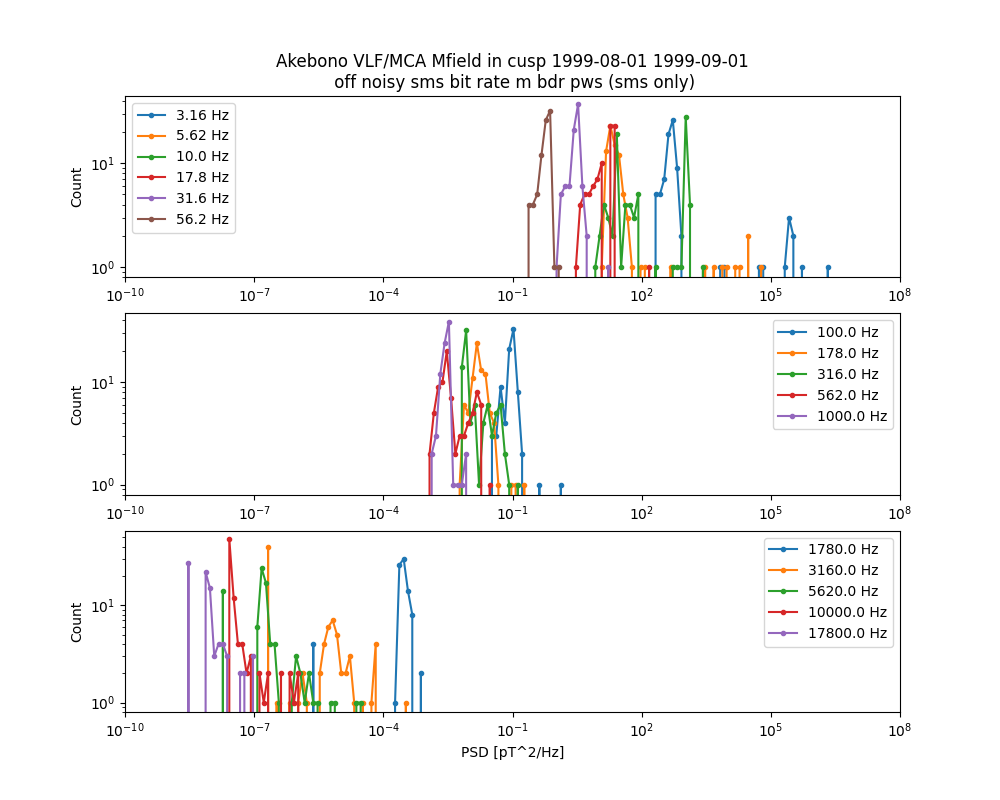 Akebono VLF/MCA Mfield in cusp 1999-08-01 1999-09-01
off noisy sms bit rate m bdr pws (sms only)
Count
10^1
10^0
3.16 Hz
5.62 Hz
10.0 Hz
17.8 Hz
31.6 Hz
56.2 Hz
10^-10 10^-7 10^-4 10^-1 10^2 10^5 10^8
Count
10^1
10^0
100.0 Hz
178.0 Hz
316.0 Hz
562.0 Hz
1000.0 Hz
10^-10 10^-7 10^-4 10^-1 10^2 10^5 10^8
Count
10^1
10^0
1780.0 Hz
3160.0 Hz
5620.0 Hz
10000.0 Hz
17800.0 Hz
10^-10 10^-7 10^-4 10^-1 10^2 10^5 10^8
PSD [pT^2/Hz]